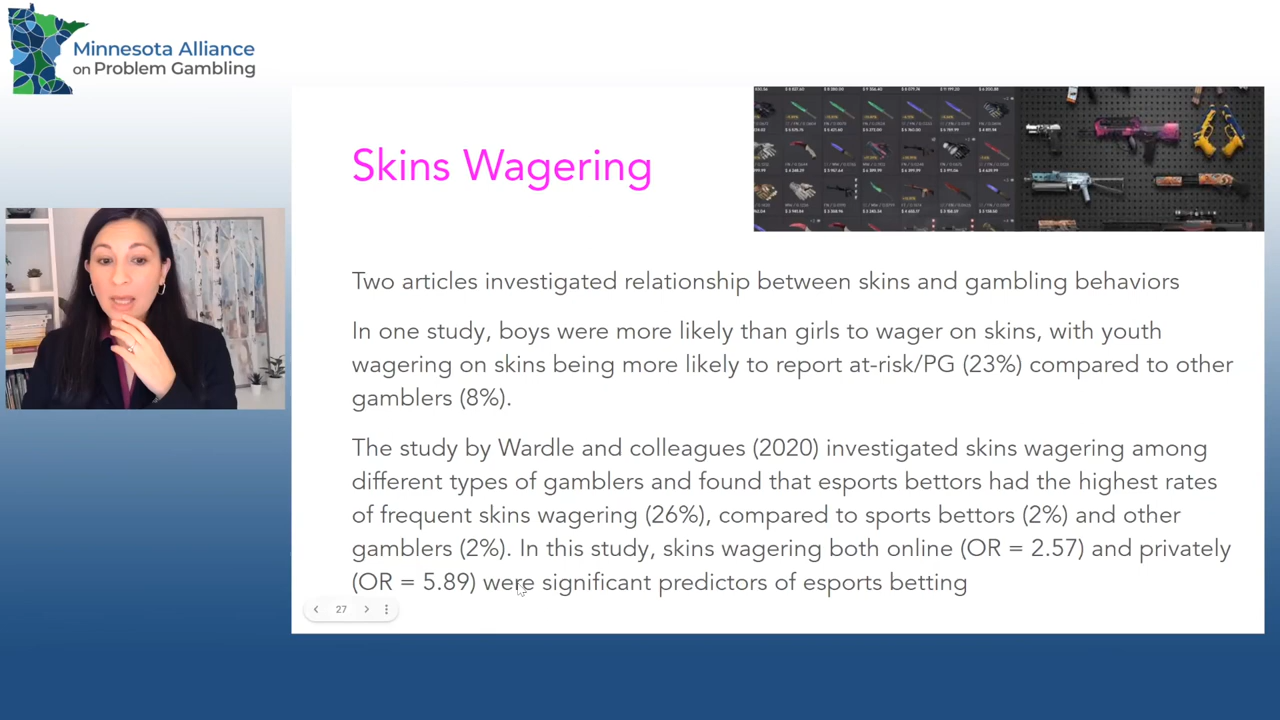 Minnesota Alliance
on Problem Gambling
Skins Wagering
Two articles investigated relationship between skins and gambling behaviors
In one study, boys were more likely than girls to wager on skins, with youth
wagering on skins being more likely to report at-risk/PG (23%) compared to other
gamblers (8%).
The study by Wardle and colleagues (2020) investigated skins wagering among
different types of gamblers and found that esports bettors had the highest rates
of frequent skins wagering (26%), compared to sports bettors (2%) and other
gamblers (2%). In this study, skins wagering both online (OR = 2.57) and privately
(OR = 5.89) were significant predictors of esports betting
27